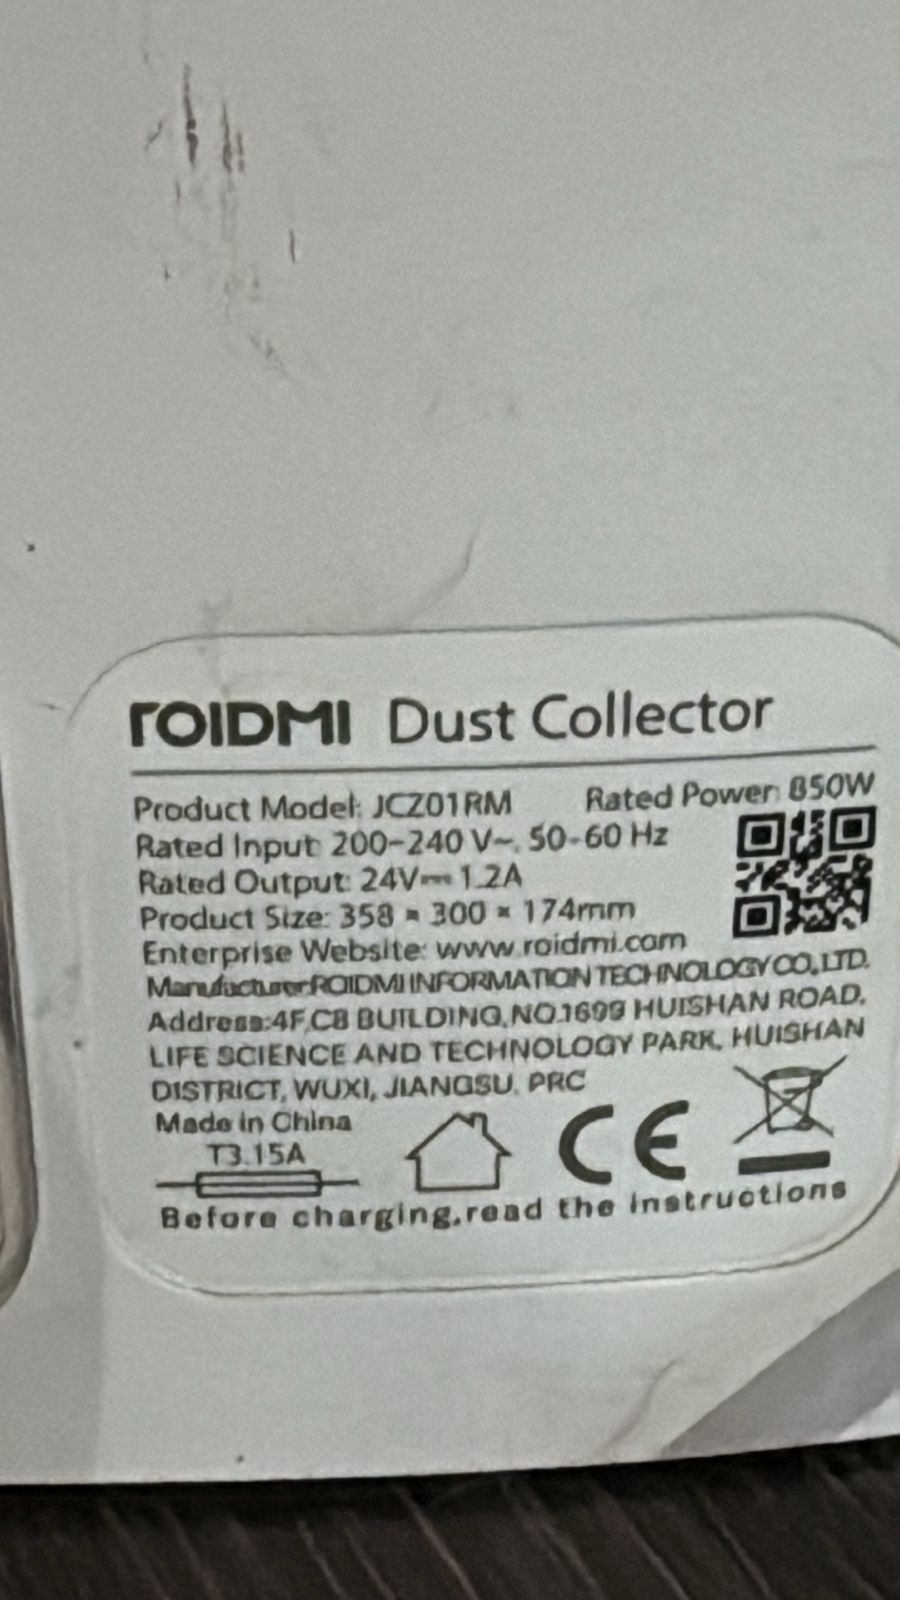 ROIDMI Dust Collector
Product Model: JCZ01RM Rated Power: 850W
Rated Input: 200-240 V~, 50-60 Hz
Rated Output: 24V⎓1.2A
Product Size: 358 × 300 × 174mm
Enterprise Website: www.roidmi.com
Manufacturer:ROIDMI INFORMATION TECHNOLOGY CO., LTD.
Address:4F,C8 BUILDING, NO.1699 HUISHAN ROAD,
LIFE SCIENCE AND TECHNOLOGY PARK, HUISHAN
DISTRICT, WUXI, JIANGSU, PRC
Made in China
T3.15A
CE
Before charging,read the instructions